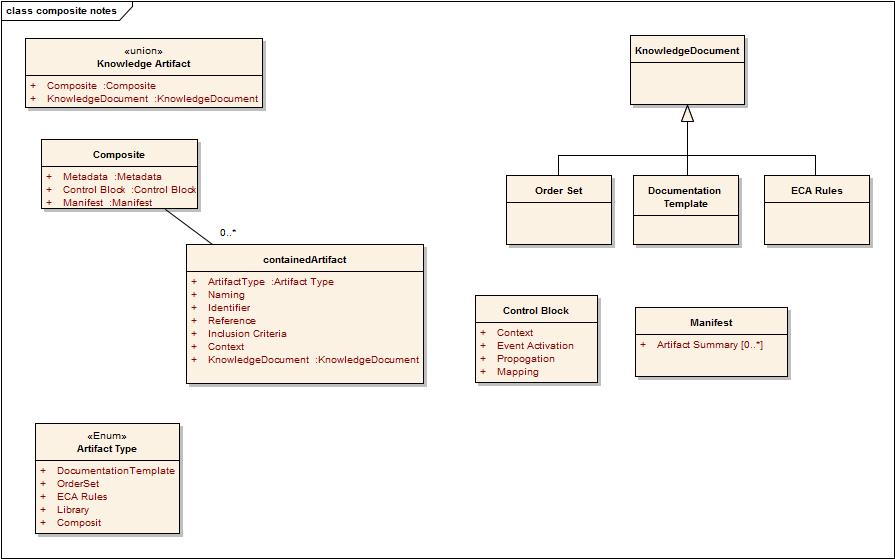 class composite notes
«union»
Knowledge Artifact
+ Composite :Composite
+ KnowledgeDocument :KnowledgeDocument
KnowledgeDocument
Composite
+ Metadata :Metadata
+ Control Block :Control Block
+ Manifest :Manifest
0..*
Order Set
Documentation
Template
ECA Rules
containedArtifact
+ ArtifactType :Artifact Type
+ Naming
+ Identifier
+ Reference
+ Inclusion Criteria
+ Context
+ KnowledgeDocument :KnowledgeDocument
Control Block
+ Context
+ Event Activation
+ Propogation
+ Mapping
Manifest
+ Artifact Summary [0..*]
«Enum»
Artifact Type
+ DocumentationTemplate
+ OrderSet
+ ECA Rules
+ Library
+ Composit